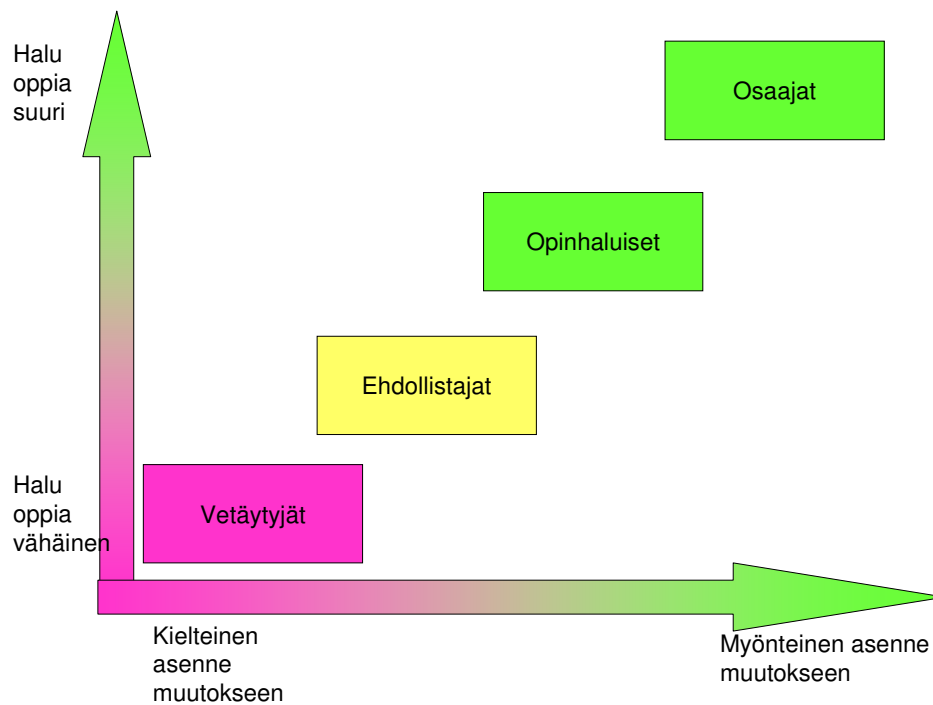 Halu
oppia
suuri
Osaajat
Opinhaluiset
Ehdollistajat
Halu
oppia
vähäinen
Vetäytyjät
Kielteinen
asenne
muutokseen
Myönteinen asenne
muutokseen